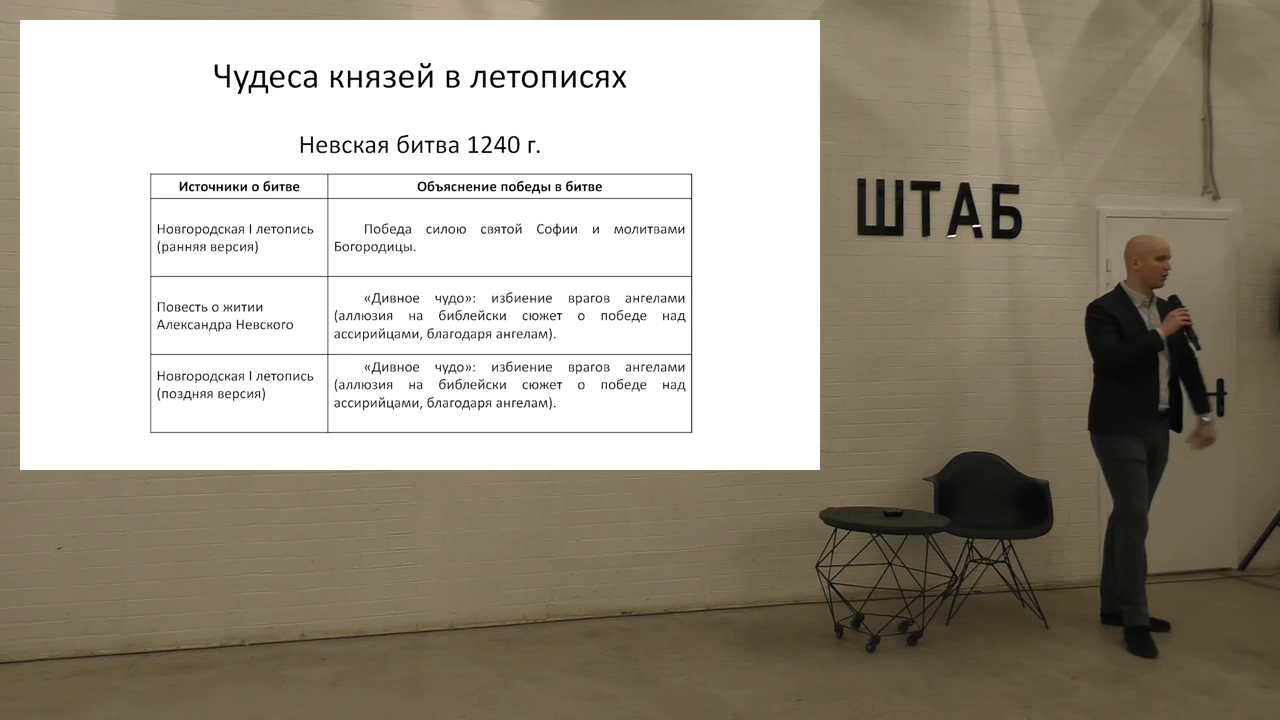 Чудеса князей в летописях
Невская битва 1240 г.
Источники о битве
Объяснение победы в битве
Новгородская I летопись
(ранняя версия)
Победа силою святой Софии и молитвами
Богородицы.
Повесть о житии
Александра Невского
«Дивное чудо»: избиение врагов ангелами
(аллюзия на библейски сюжет о победе над
ассирийцами, благодаря ангелам).
Новгородская I летопись
(поздняя версия)
«Дивное чудо»: избиение врагов ангелами
(аллюзия на библейски сюжет о победе над
ассирийцами, благодаря ангелам).
ШТАБ